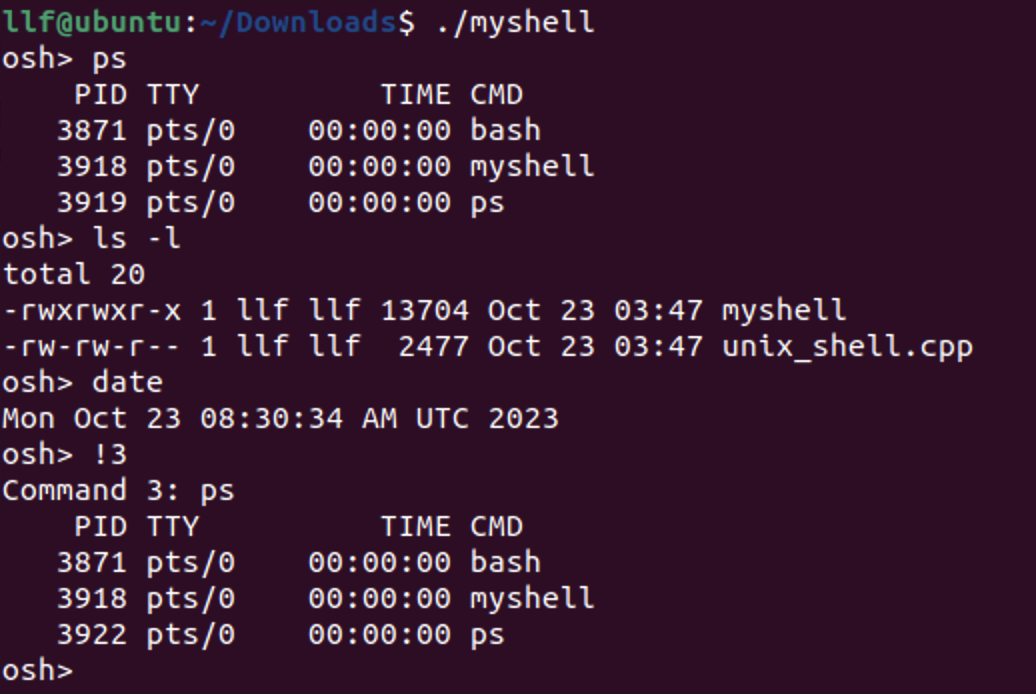 llf@ubuntu:~/Downloads$ ./myshell
osh> ps
    PID TTY          TIME CMD
   3871 pts/0    00:00:00 bash
   3918 pts/0    00:00:00 myshell
   3919 pts/0    00:00:00 ps
osh> ls -l
total 20
-rwxrwxr-x 1 llf llf 13704 Oct 23 03:47 myshell
-rw-rw-r-- 1 llf llf  2477 Oct 23 03:47 unix_shell.cpp
osh> date
Mon Oct 23 08:30:34 AM UTC 2023
osh> !3
Command 3: ps
    PID TTY          TIME CMD
   3871 pts/0    00:00:00 bash
   3918 pts/0    00:00:00 myshell
   3922 pts/0    00:00:00 ps
osh>